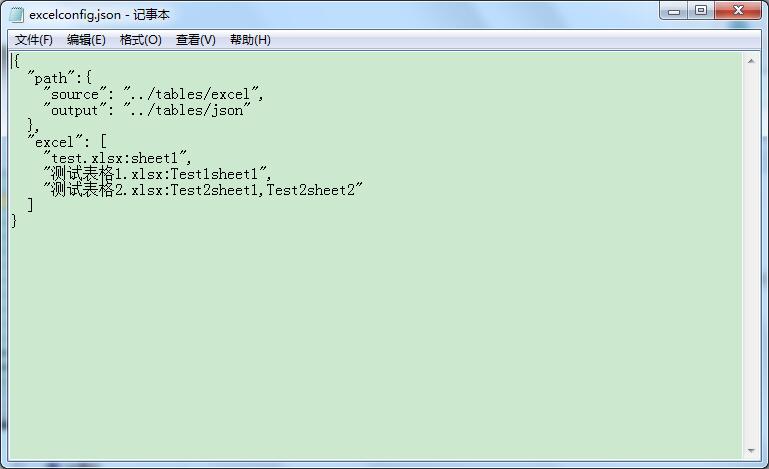 excelconfig.json - 记事本
文件(F) 编辑(E) 格式(O) 查看(V) 帮助(H)
{
  "path":{
    "source": "../tables/excel",
    "output": "../tables/json"
  },
  "excel": [
    "test.xlsx:sheet1",
    "测试表格1.xlsx:Test1sheet1",
    "测试表格2.xlsx:Test2sheet1,Test2sheet2"
  ]
}